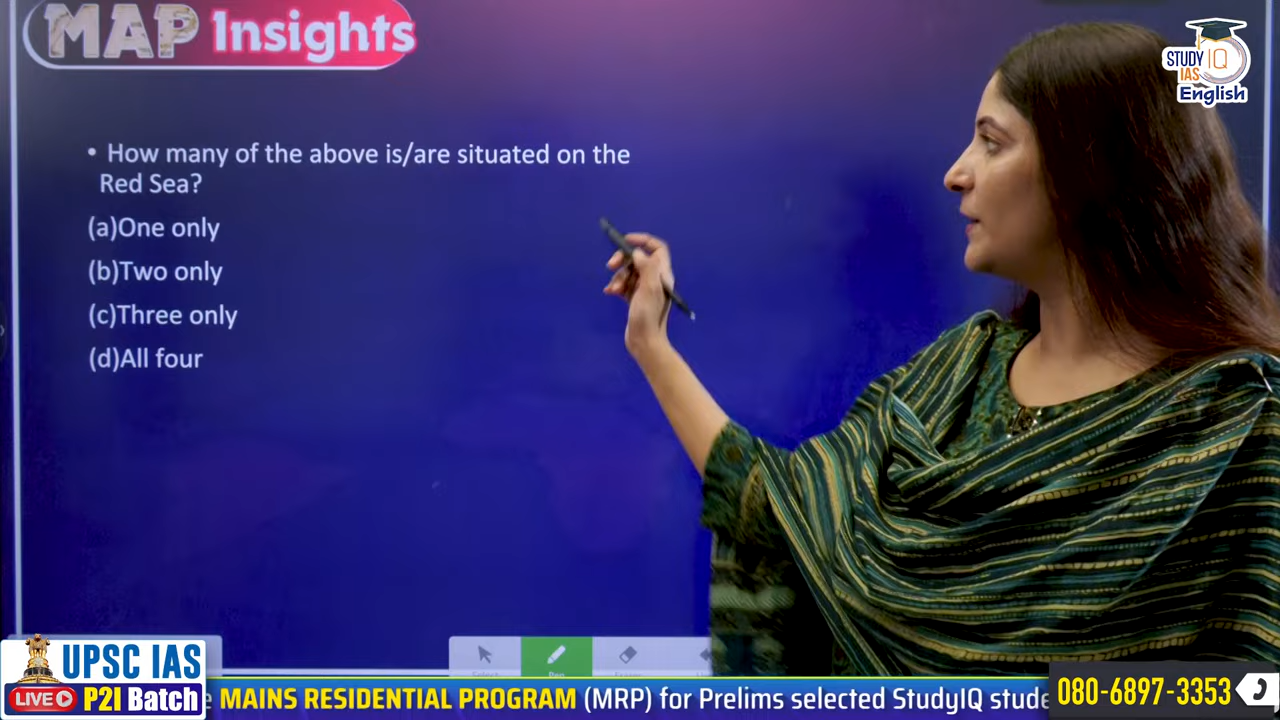 MAP Insights
STUDY IQ
IAS
English
• How many of the above is/are situated on the
Red Sea?
(a)One only
(b)Two only
(c)Three only
(d)All four
UPSC IAS
LIVE P2I Batch
MAINS RESIDENTIAL PROGRAM (MRP) for Prelims selected StudyIQ stude
080-6897-3353